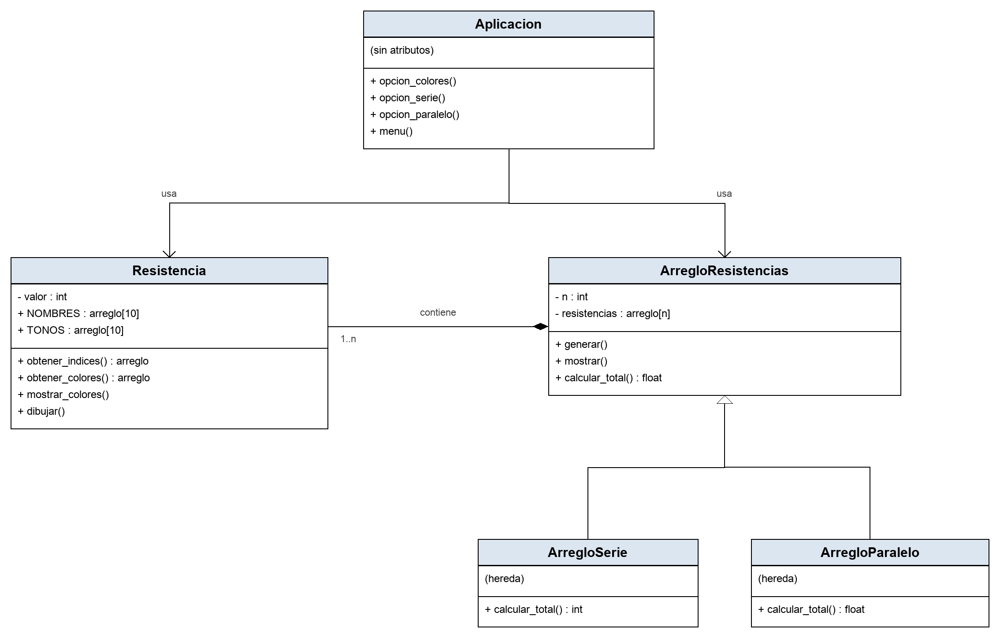 Aplicacion
(sin atributos)
+ opcion_colores()
+ opcion_serie()
+ opcion_paralelo()
+ menu()
usa
usa
Resistencia
- valor : int
+ NOMBRES : arreglo[10]
+ TONOS : arreglo[10]
+ obtener_indices() : arreglo
+ obtener_colores() : arreglo
+ mostrar_colores()
+ dibujar()
contiene
1..n
ArregloResistencias
- n : int
- resistencias : arreglo[n]
+ generar()
+ mostrar()
+ calcular_total() : float
ArregloSerie
(hereda)
+ calcular_total() : int
ArregloParalelo
(hereda)
+ calcular_total() : float